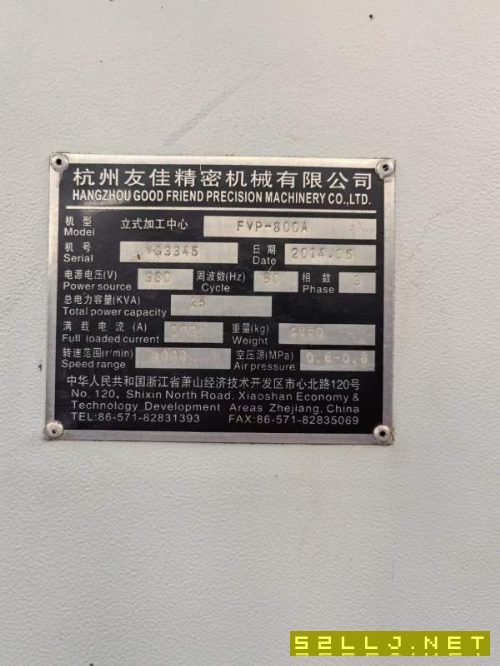 杭州友佳精密机械有限公司
HANGZHOU GOOD FRIEND PRECISION MACHINERY CO.,LTD.
机型 立式加工中心 FVP-800A
Model
机号 VG3345 日期 2014.05
Serial Date
电源电压(V) 380 周波数(Hz) 50 相数 3
Power source Cycle Phase
总电力容量(KVA) 25
Total power capacity
满载电流(A) 重量(kg)
Full loaded current Weight
转速范围(r/min) 8000 空压源(MPa) 0.6-0.8
Speed range Air pressure
中华人民共和国浙江省萧山经济技术开发区市心北路120号
No.120, Shixin North Road, Xiaoshan Economy &
Technology Development Areas Zhejiang, China
TEL:86-571-82831393 FAX:86-571-82835069
52LLJ.NET